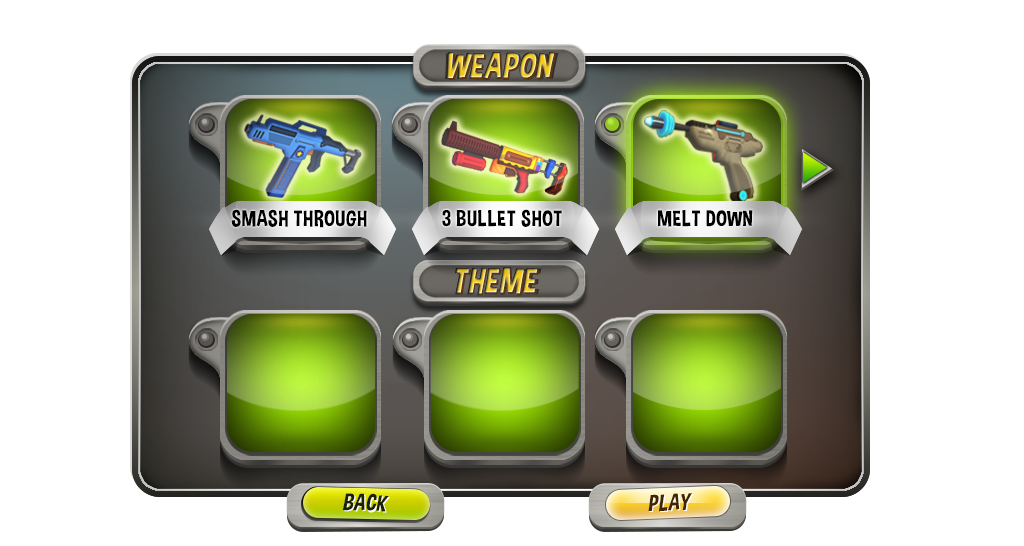 WEAPON
SMASH THROUGH
3 BULLET SHOT
MELT DOWN
THEME
BACK
PLAY